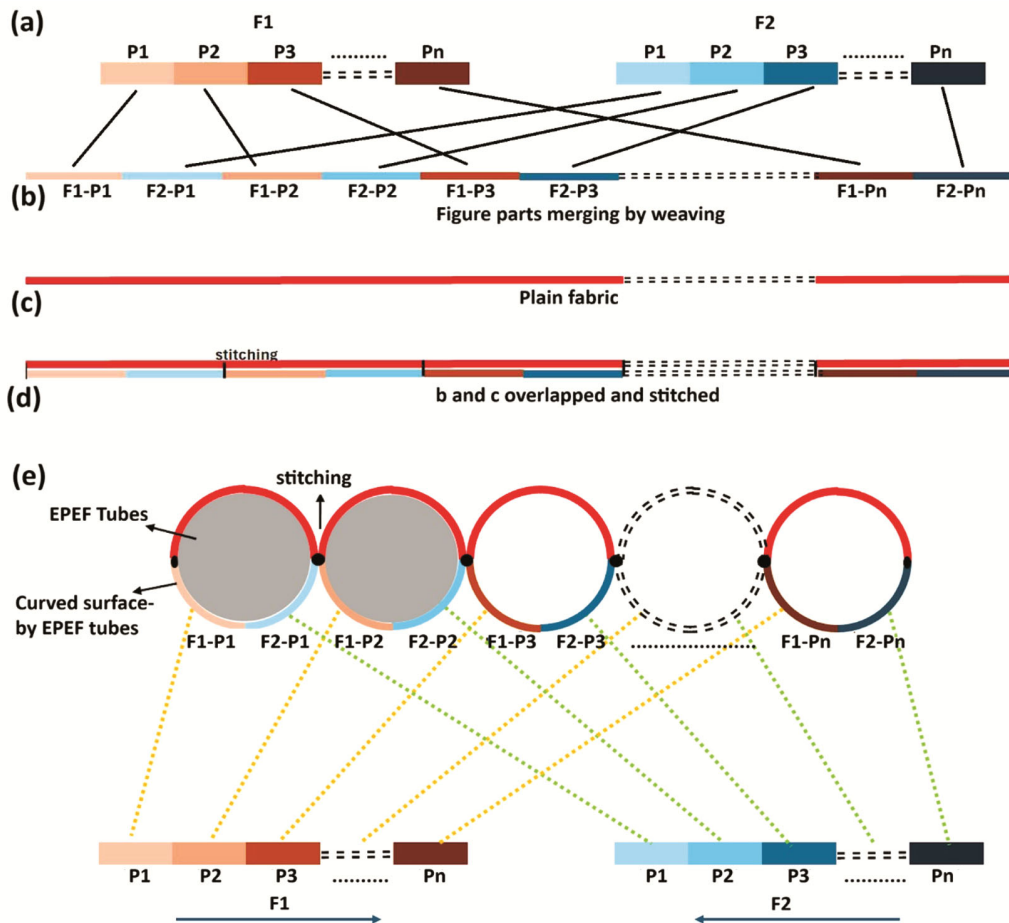 (a)
F1
F2
P1 P2 P3 .......... Pn
P1 P2 P3 .......... Pn
F1-P1 F2-P1 F1-P2 F2-P2 F1-P3 F2-P3 F1-Pn F2-Pn
(b)
Figure parts merging by weaving
(c)
Plain fabric
stitching
(d)
b and c overlapped and stitched
(e)
stitching
EPEF Tubes
Curved surface-
by EPEF tubes
F1-P1 F2-P1 F1-P2 F2-P2 F1-P3 F2-P3 .................. F1-Pn F2-Pn
P1 P2 P3 .......... Pn
P1 P2 P3 .......... Pn
F1
F2